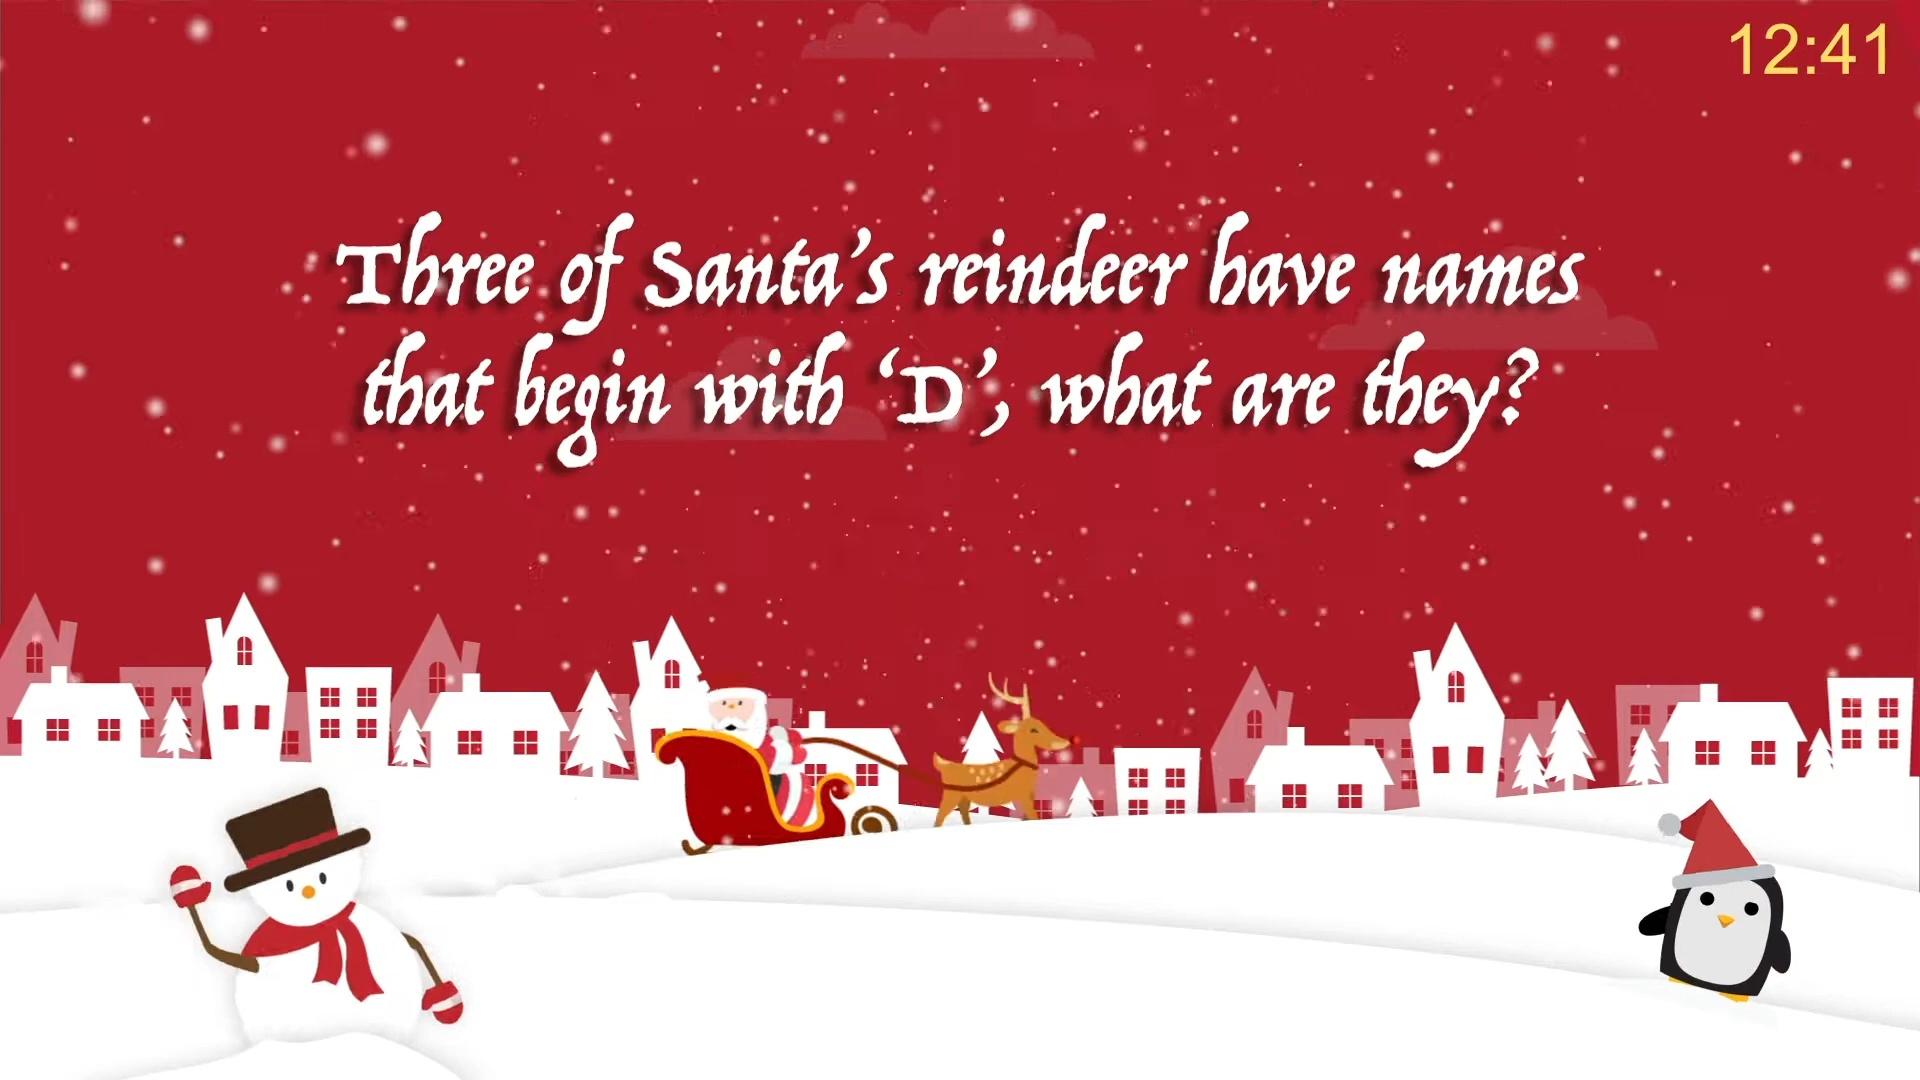 12:41
Three of Santa’s reindeer have names
that begin with ‘D’, what are they?